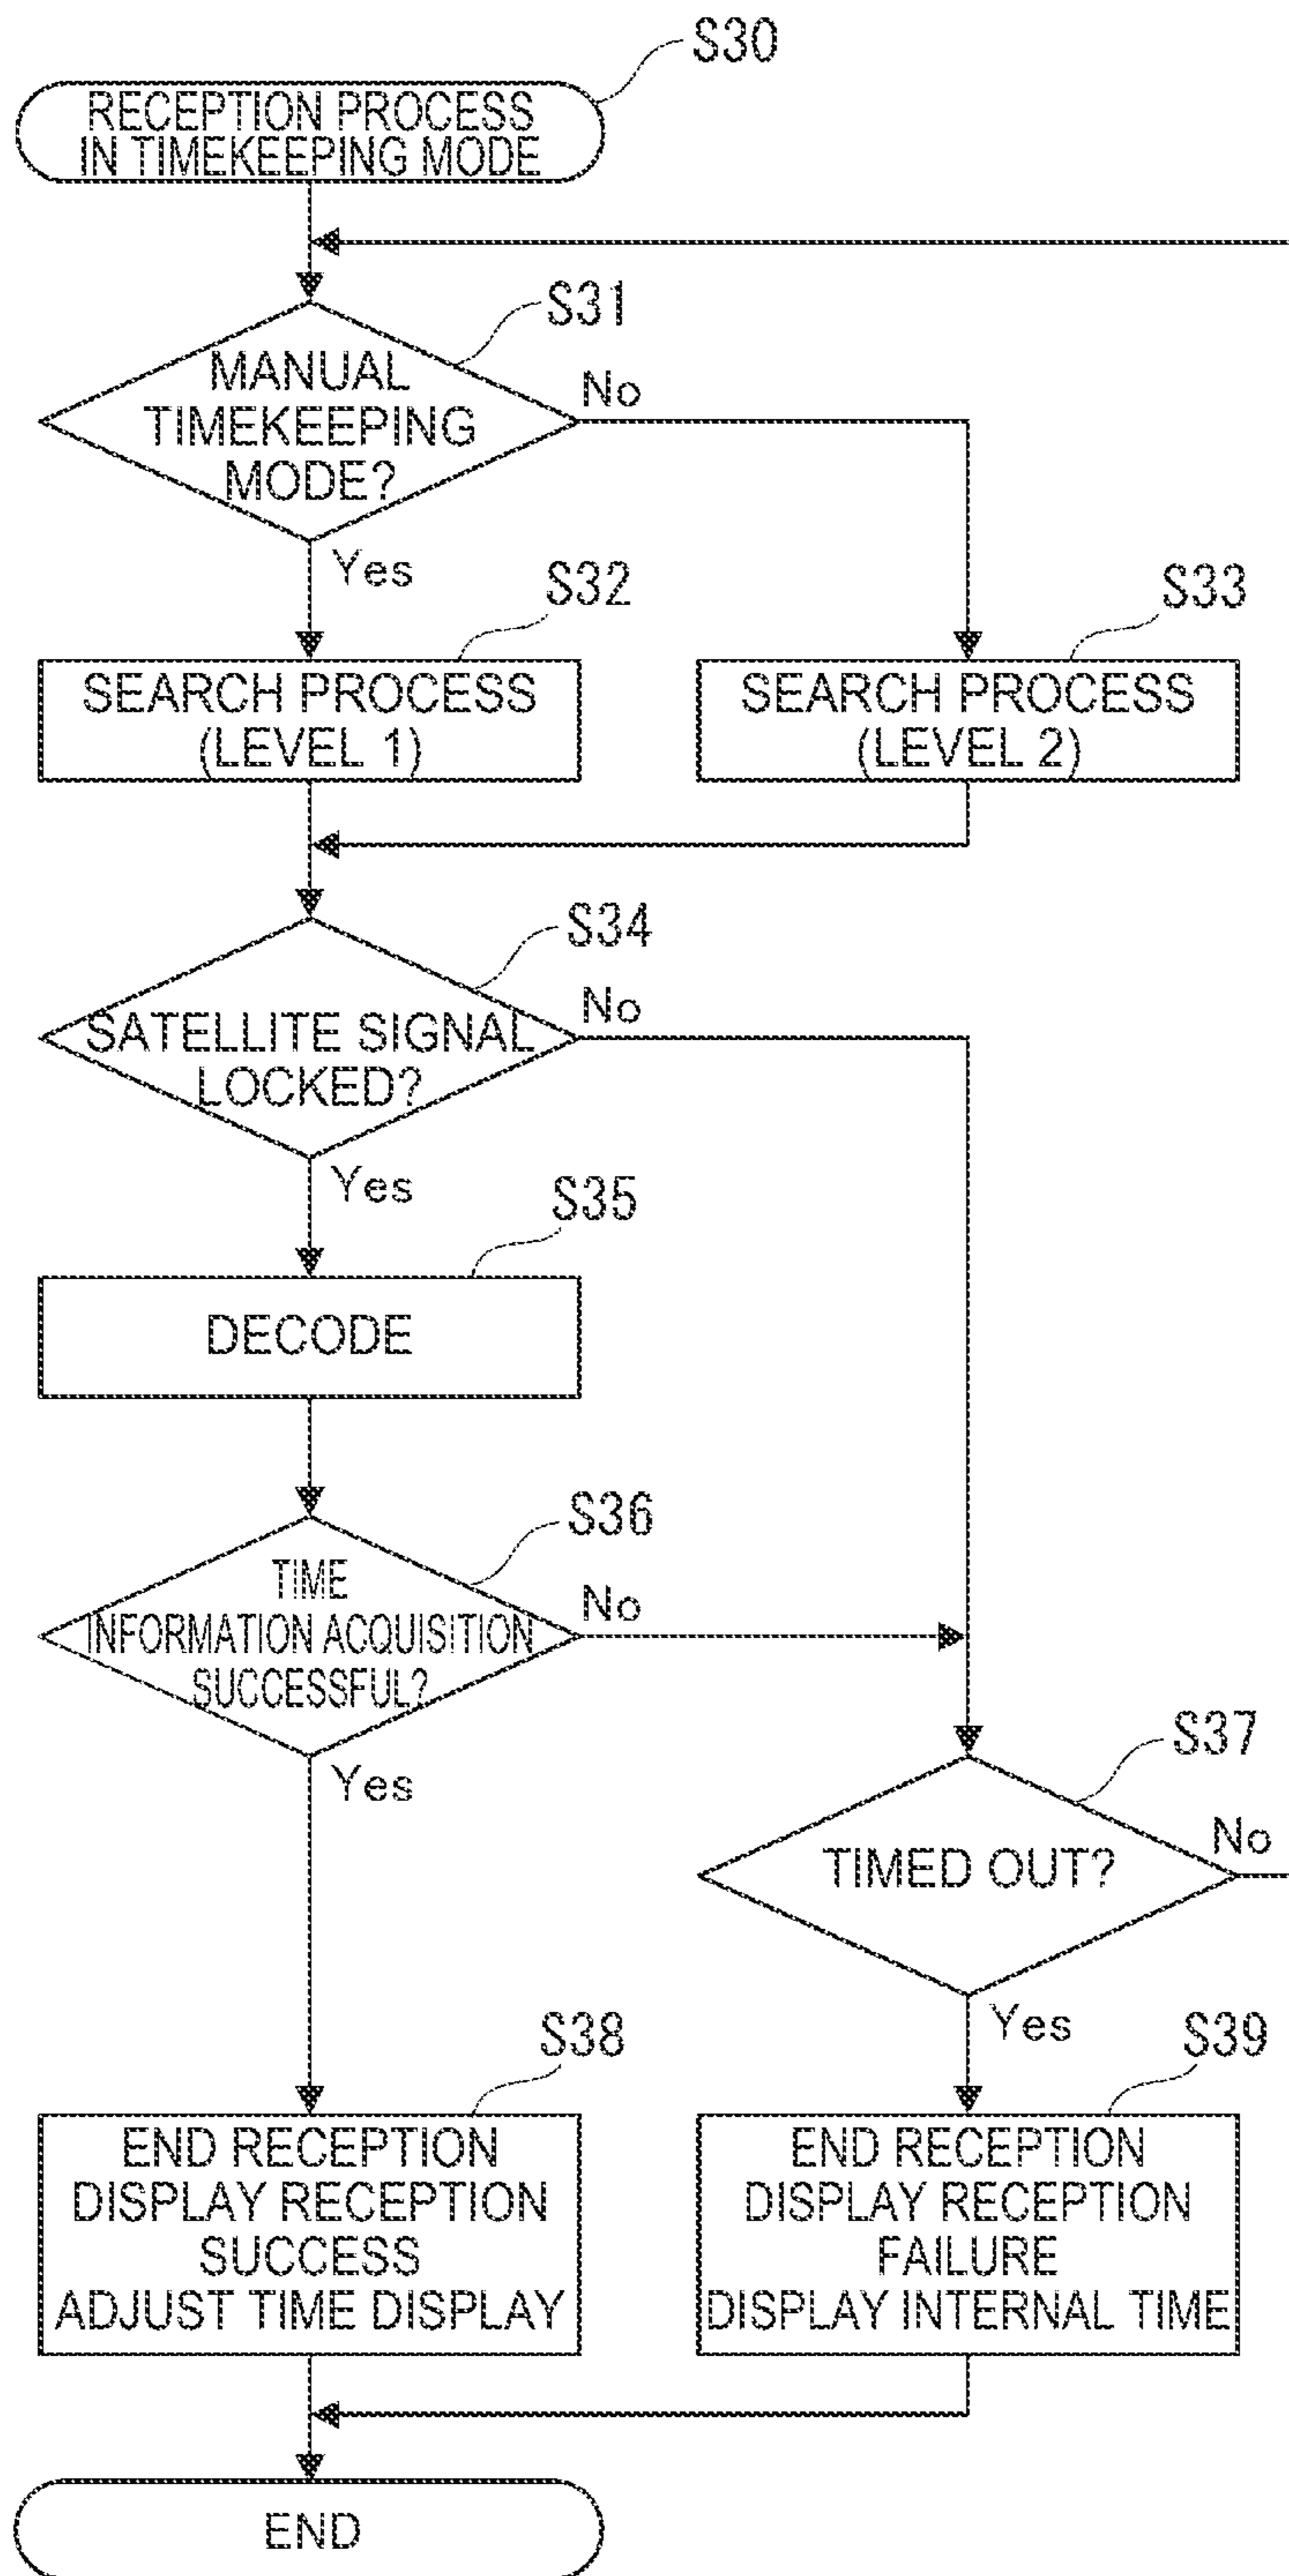 S30
RECEPTION PROCESS
IN TIMEKEEPING MODE
S31
MANUAL
TIMEKEEPING
MODE?
No
Yes
S32
SEARCH PROCESS
(LEVEL 1)
S33
SEARCH PROCESS
(LEVEL 2)
S34
SATELLITE SIGNAL
LOCKED?
No
Yes
S35
DECODE
S36
TIME
INFORMATION ACQUISITION
SUCCESSFUL?
No
Yes
S37
TIMED OUT?
No
Yes
S38
END RECEPTION
DISPLAY RECEPTION
SUCCESS
ADJUST TIME DISPLAY
S39
END RECEPTION
DISPLAY RECEPTION
FAILURE
DISPLAY INTERNAL TIME
END